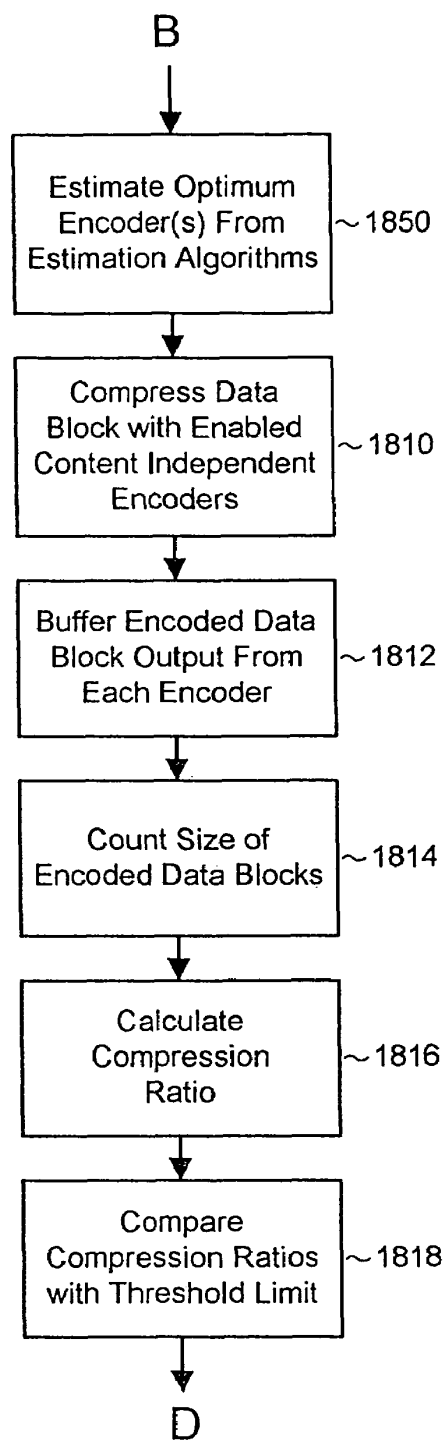 B
Estimate Optimum
Encoder(s) From
Estimation Algorithms
~1850
Compress Data
Block with Enabled
Content Independent
Encoders
~1810
Buffer Encoded Data
Block Output From
Each Encoder
~1812
Count Size of
Encoded Data Blocks
~1814
Calculate
Compression
Ratio
~1816
Compare
Compression Ratios
with Threshold Limit
~1818
D